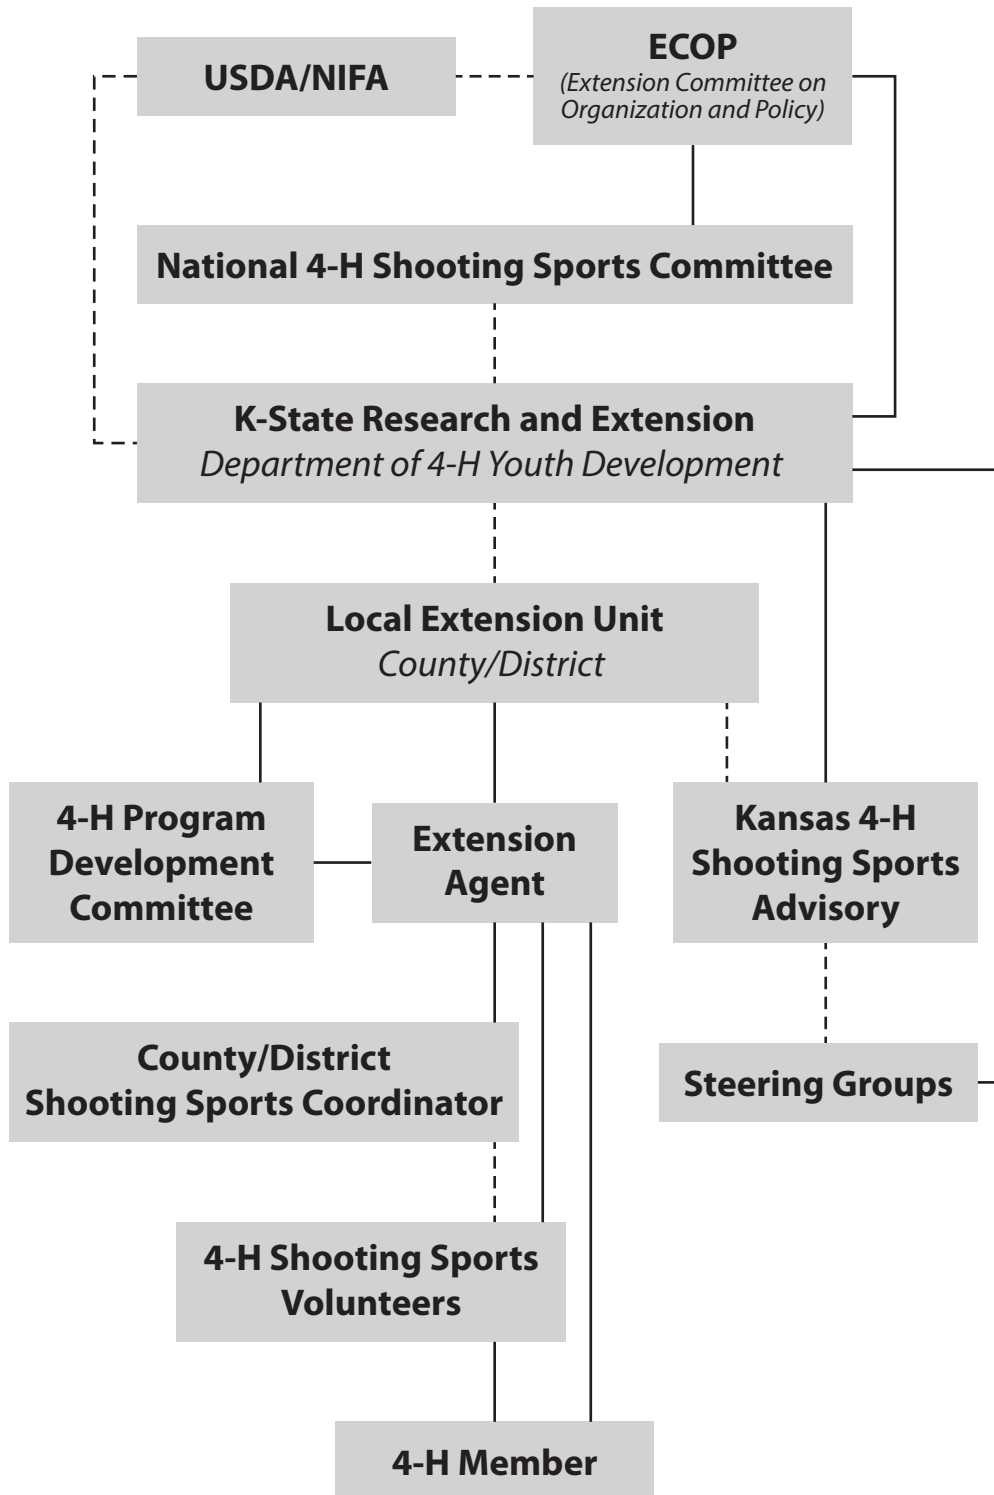 USDA/NIFA
ECOP
(Extension Committee on
Organization and Policy)
National 4-H Shooting Sports Committee
K-State Research and Extension
Department of 4-H Youth Development
Local Extension Unit
County/District
4-H Program
Development
Committee
Extension
Agent
Kansas 4-H
Shooting Sports
Advisory
County/District
Shooting Sports Coordinator
Steering Groups
4-H Shooting Sports
Volunteers
4-H Member